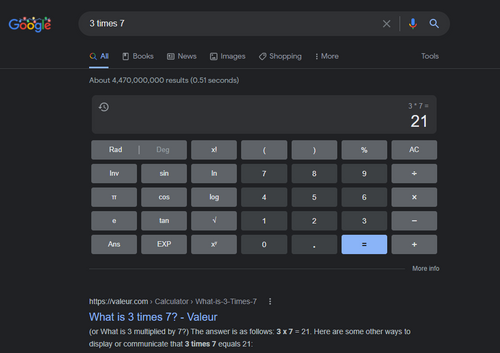 Google
3 times 7
All Books News Images Shopping More Tools
About 4,470,000,000 results (0.51 seconds)
3 * 7 =
21
Rad Deg x! ( ) % AC
Inv sin ln 7 8 9 ÷
π cos log 4 5 6 ×
e tan √ 1 2 3 −
Ans EXP xʸ 0 . = +
More info
https://valeur.com › Calculator › What-is-3-Times-7
What is 3 times 7? - Valeur
(or What is 3 multiplied by 7?) The answer is as follows: 3 x 7 = 21. Here are some other ways to
display or communicate that 3 times 7 equals 21: